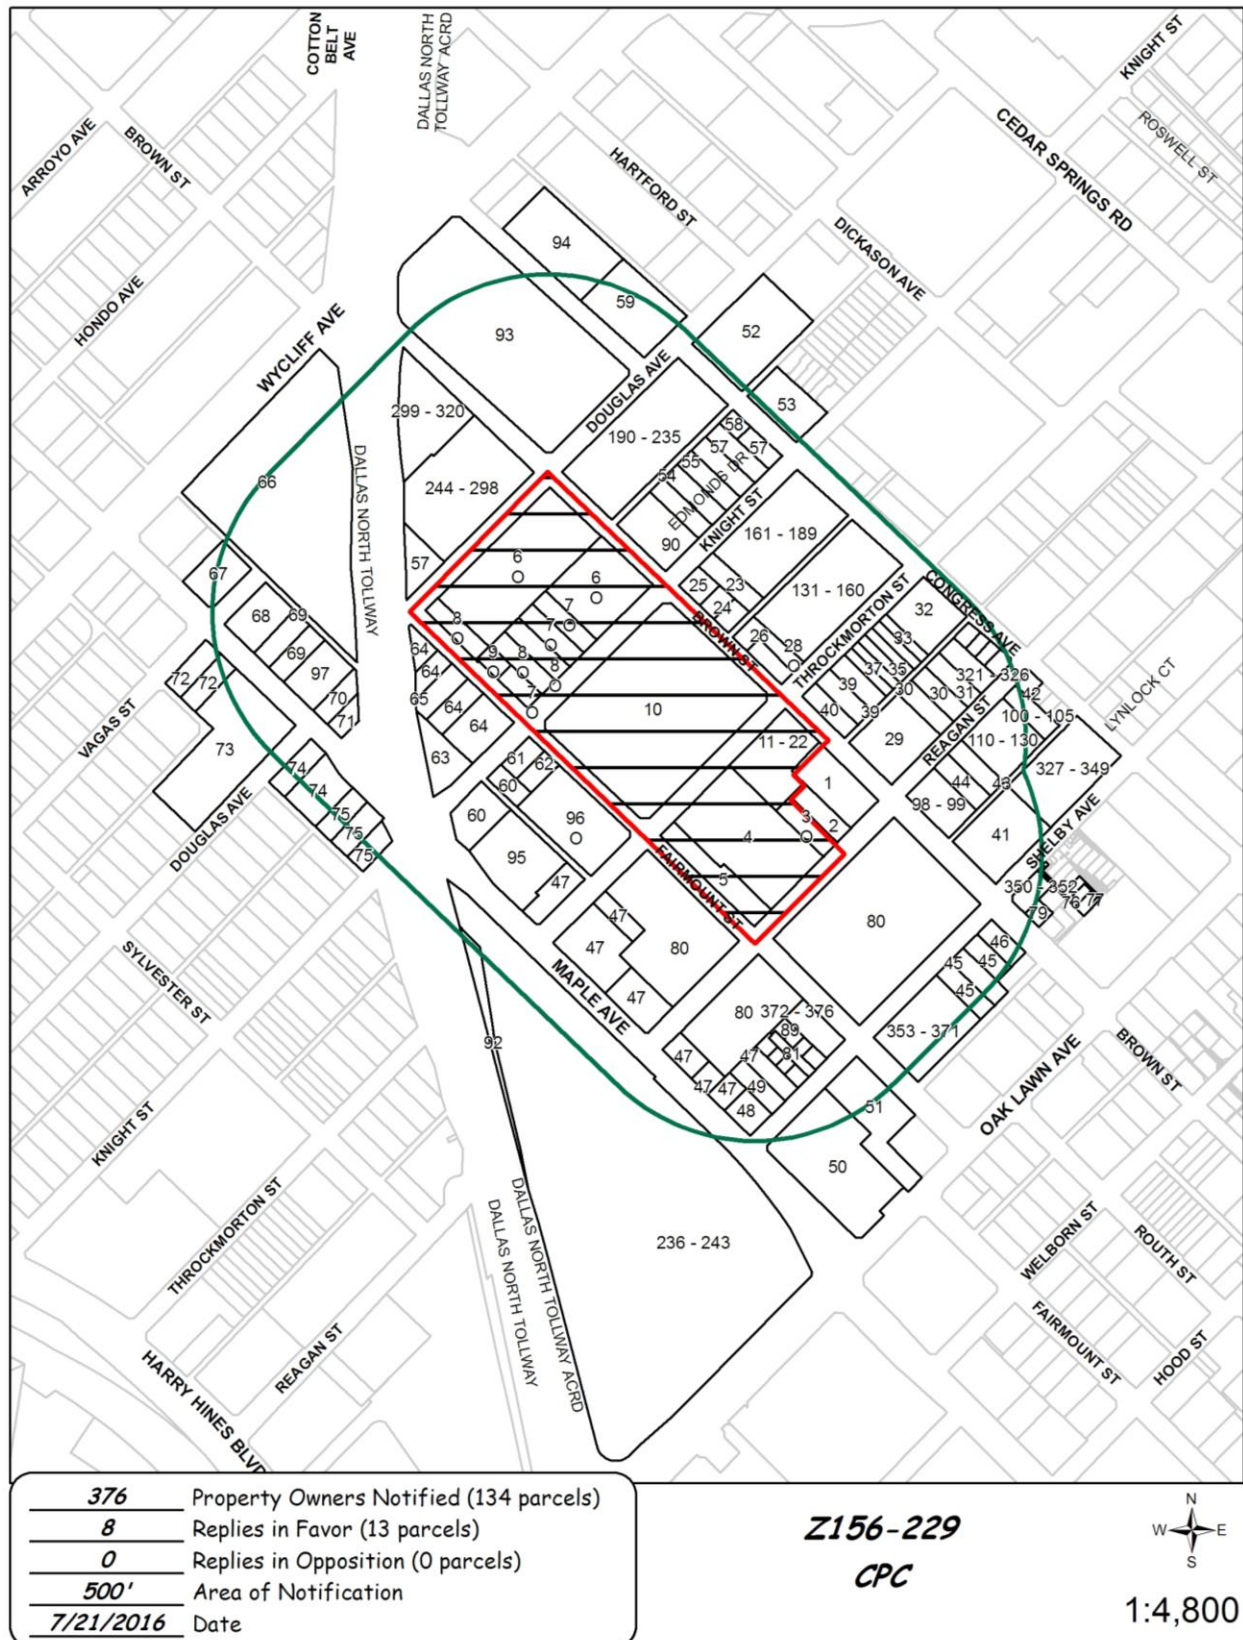 COTTON
BELT
AVE
DALLAS NORTH
TOLLWAY ACRD
KNIGHT ST
ROSWELL ST
CEDAR SPRINGS RD
ARROYO AVE
BROWN ST
HARTFORD ST
DICKASON AVE
HONDO AVE
WYCLIFF AVE
94
59
52
93
53
DOUGLAS AVE
299 - 320
190 - 235
58
57
57
55
54
EDMONDS DR
244 - 298
66
DALLAS NORTH TOLLWAY
90
KNIGHT ST
161 - 189
57
6
6
67
68
69
69
97
70
71
72
72
73
VAGAS ST
7
7
8
8
8
9
7
64
64
65
64
64
63
25
23
24
131 - 160
BROWN ST
26
28
THROCKMORTON ST
CONGRESS AVE
32
33
37
35
39
30
39
40
30
31
321 - 326
42
REAGAN ST
100 - 105
LYNLOCK CT
10
11 - 22
29
110 - 130
327 - 349
44
43
98 - 99
41
SHELBY AVE
61
62
60
60
96
95
47
1
2
3
4
5
FAIRMOUNT ST
74
74
75
75
75
DOUGLAS AVE
80
350 - 352
76
77
79
47
47
80
47
46
45
45
45
353 - 371
SYLVESTER ST
MAPLE AVE
80
372 - 376
89
81
47
47
47
47
49
48
92
51
50
OAK LAWN AVE
BROWN ST
KNIGHT ST
THROCKMORTON ST
DALLAS NORTH TOLLWAY ACRD
DALLAS NORTH TOLLWAY
236 - 243
WELBORN ST
ROUTH ST
FAIRMOUNT ST
HOOD ST
REAGAN ST
HARRY HINES BLVD
376 Property Owners Notified (134 parcels)
8 Replies in Favor (13 parcels)
0 Replies in Opposition (0 parcels)
500' Area of Notification
7/21/2016 Date
Z156-229
CPC
N
W E
S
1:4,800